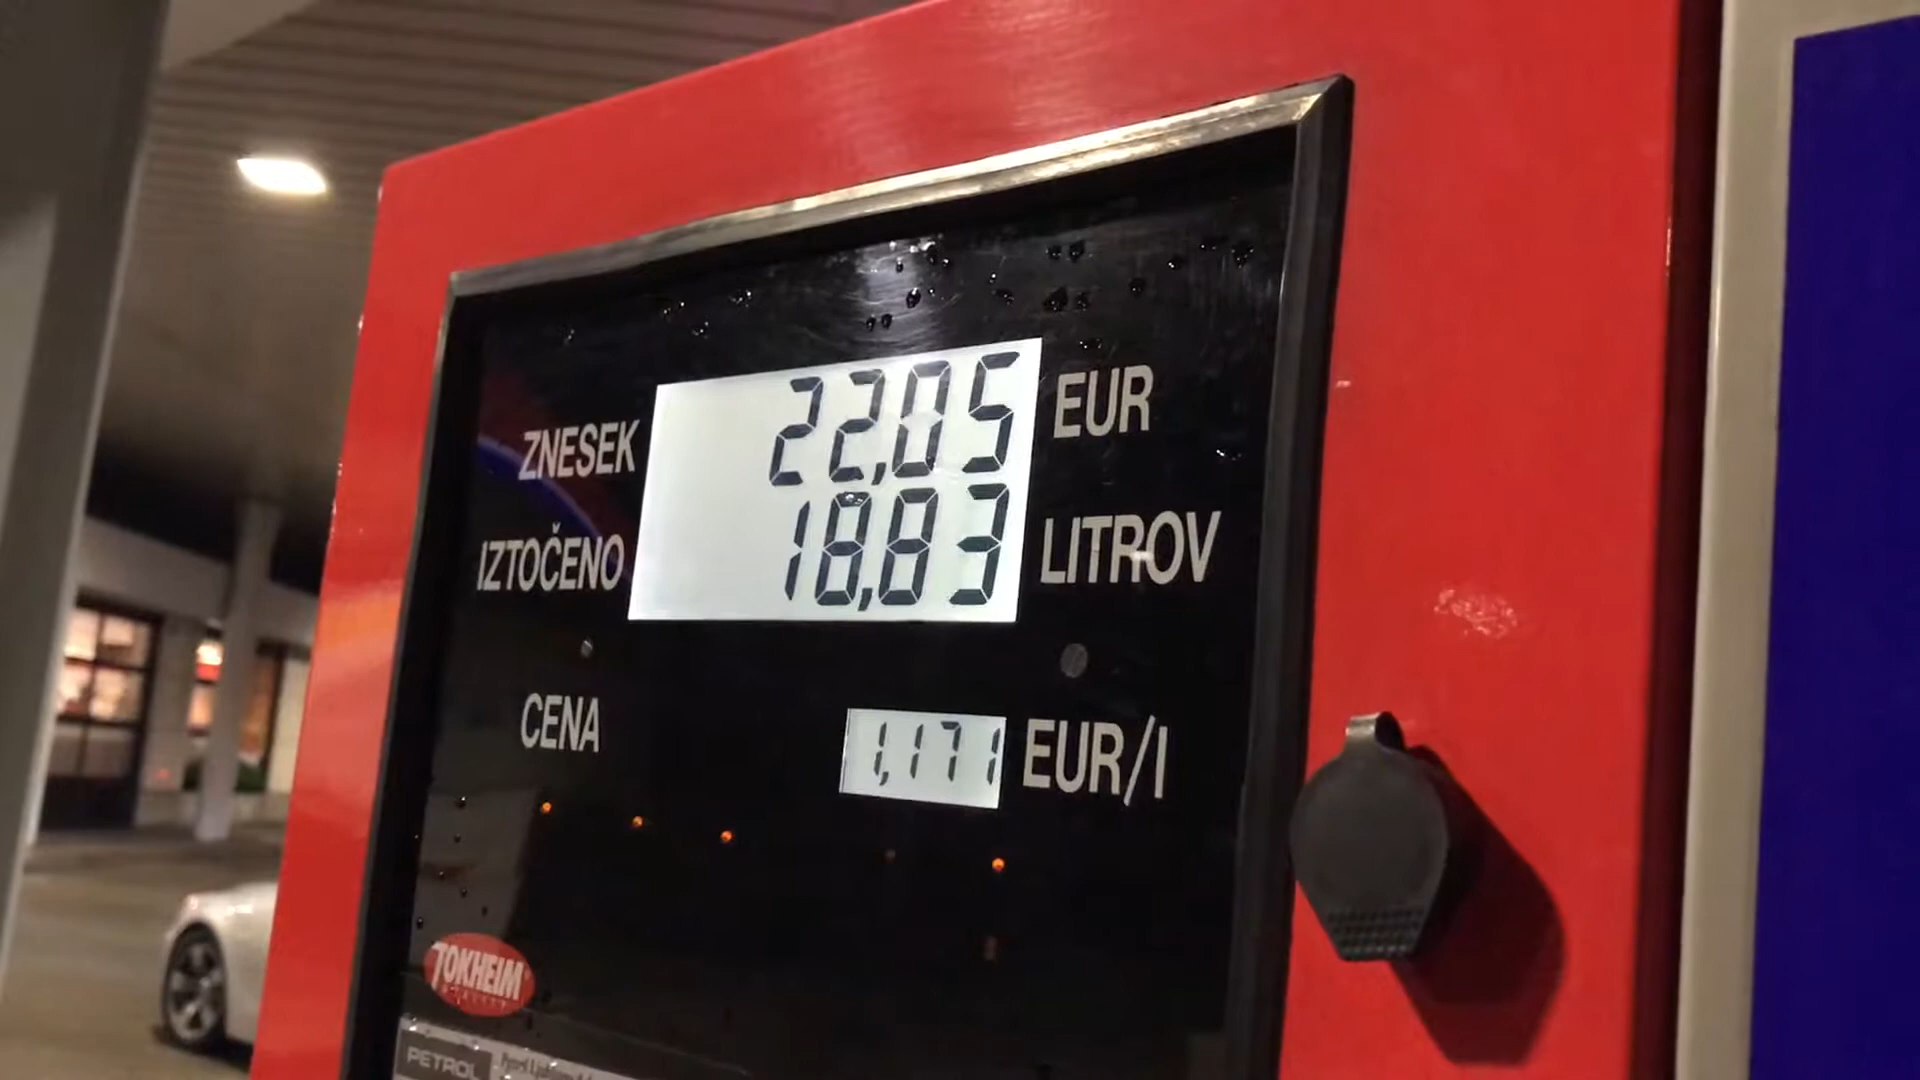 ZNESEK 22,05 EUR
IZTOČENO 18,83 LITROV
CENA 1,171 EUR/l
TOKHEIM
PETROL